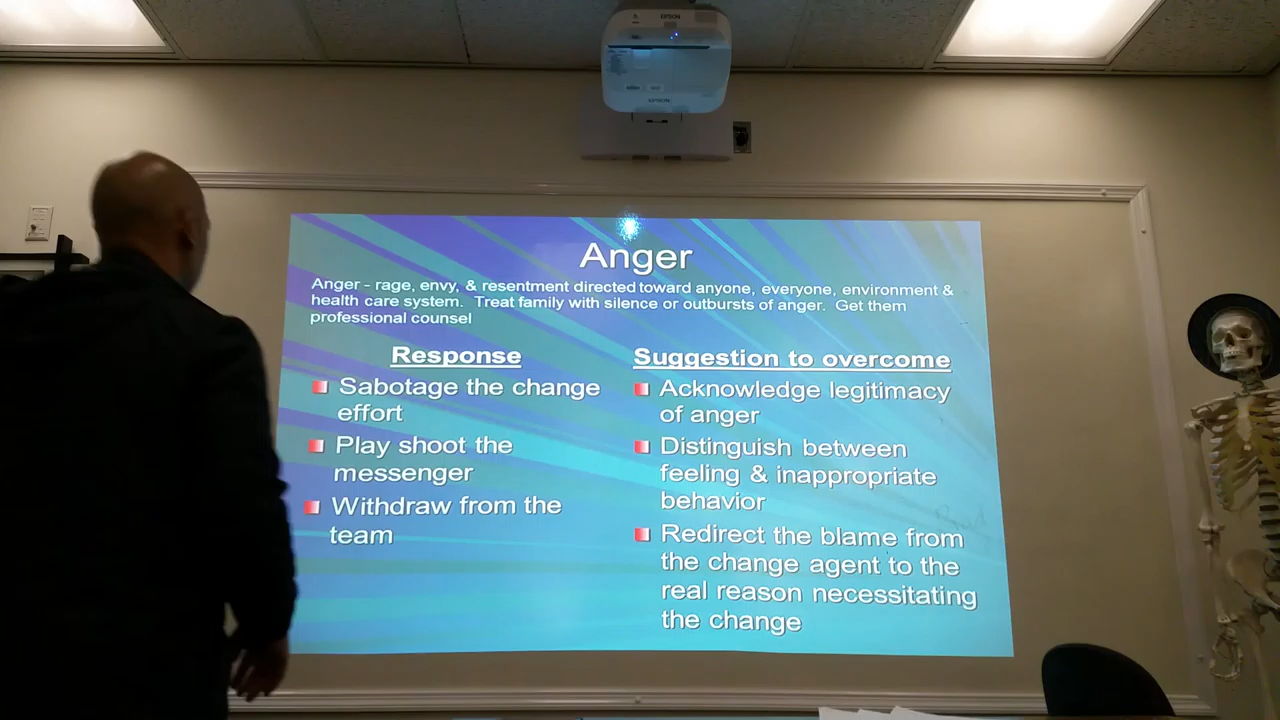 EPSON
EPSON
Anger
Anger - rage, envy, & resentment directed toward anyone, everyone, environment &
health care system. Treat family with silence or outbursts of anger. Get them
professional counsel
Response
Sabotage the change
effort
Play shoot the
messenger
Withdraw from the
team
Suggestion to overcome
Acknowledge legitimacy
of anger
Distinguish between
feeling & inappropriate
behavior
Redirect the blame from
the change agent to the
real reason necessitating
the change